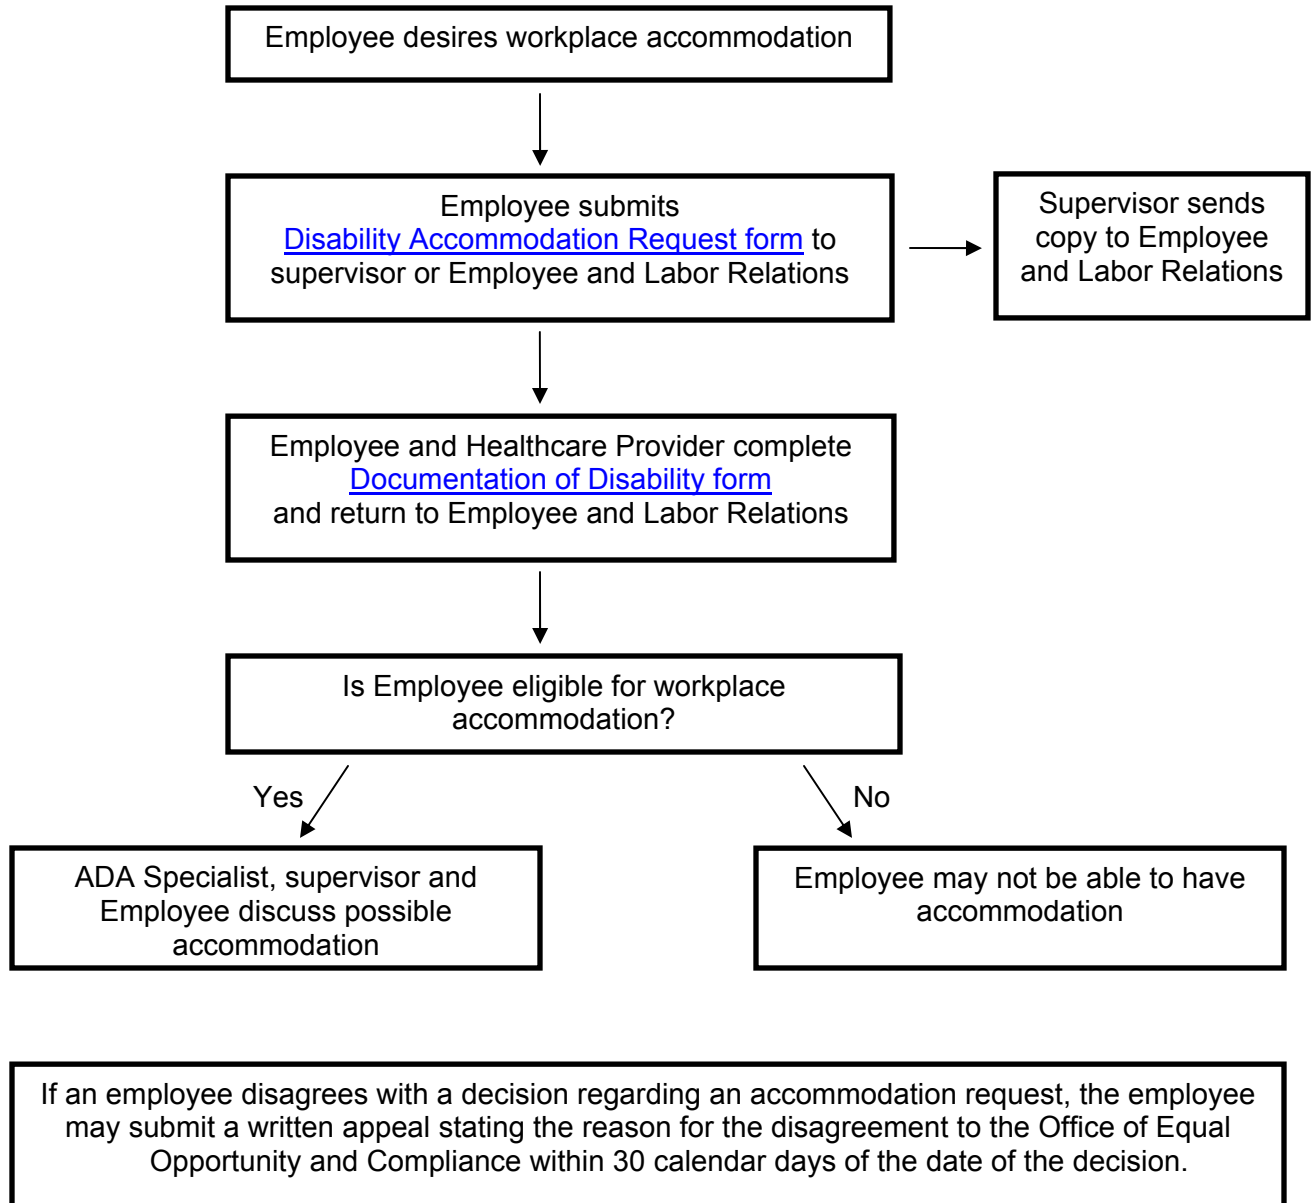 Employee desires workplace accommodation
Employee submits
Disability Accommodation Request form to
supervisor or Employee and Labor Relations
Supervisor sends
copy to Employee
and Labor Relations
Employee and Healthcare Provider complete
Documentation of Disability form
and return to Employee and Labor Relations
Is Employee eligible for workplace
accommodation?
Yes
No
ADA Specialist, supervisor and
Employee discuss possible
accommodation
Employee may not be able to have
accommodation
If an employee disagrees with a decision regarding an accommodation request, the employee
may submit a written appeal stating the reason for the disagreement to the Office of Equal
Opportunity and Compliance within 30 calendar days of the date of the decision.